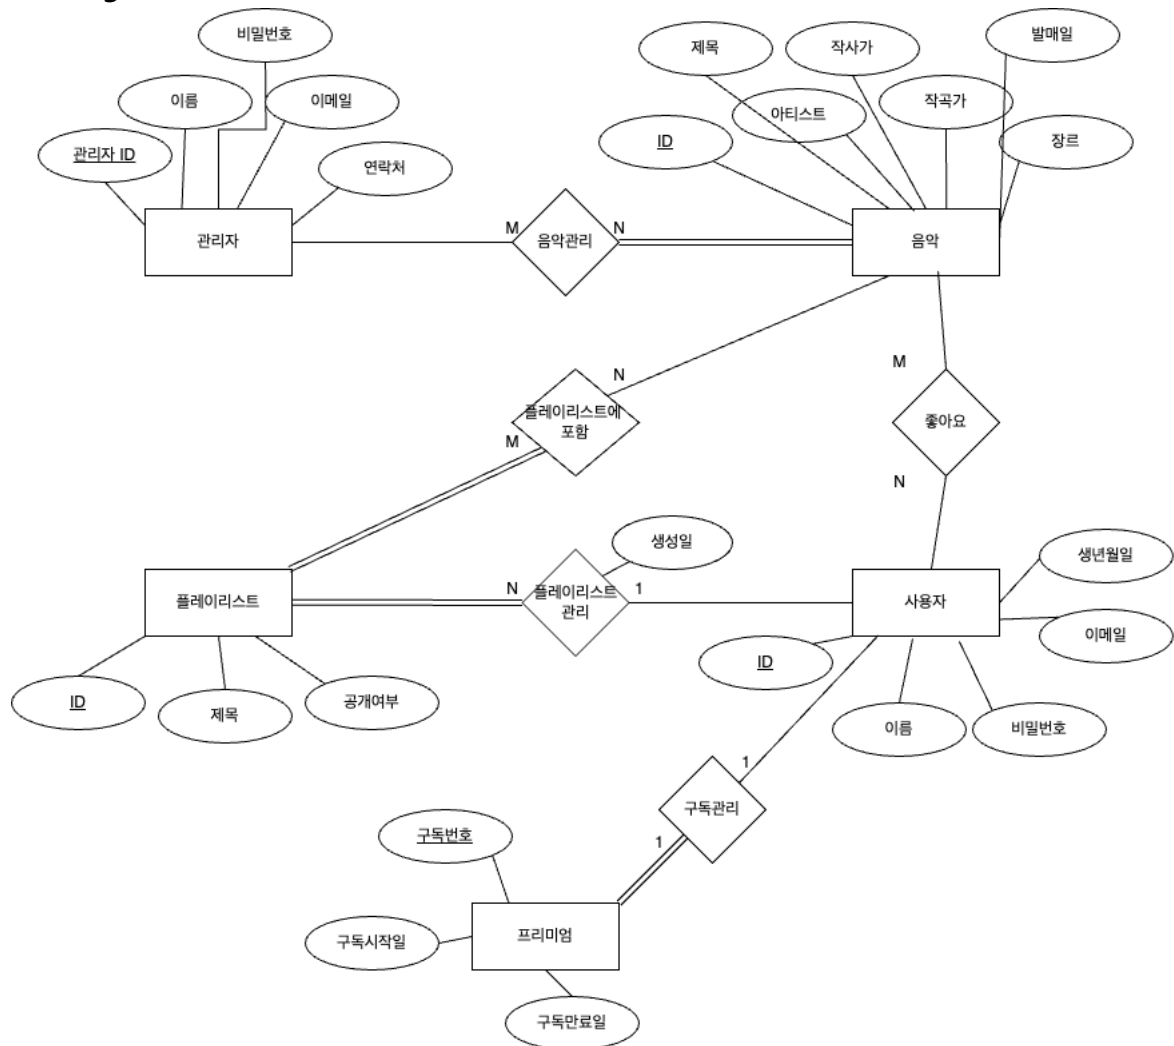 비밀번호
이름
이메일
관리자 ID
연락처
관리자
M
음악관리
N
제목
작사가
발매일
아티스트
작곡가
ID
장르
음악
N
플레이리스트에
포함
M
M
좋아요
N
생성일
플레이리스트
N
플레이리스트
관리
1
사용자
생년월일
이메일
ID
이름
비밀번호
ID
제목
공개여부
1
구독관리
1
구독번호
구독시작일
프리미엄
구독만료일